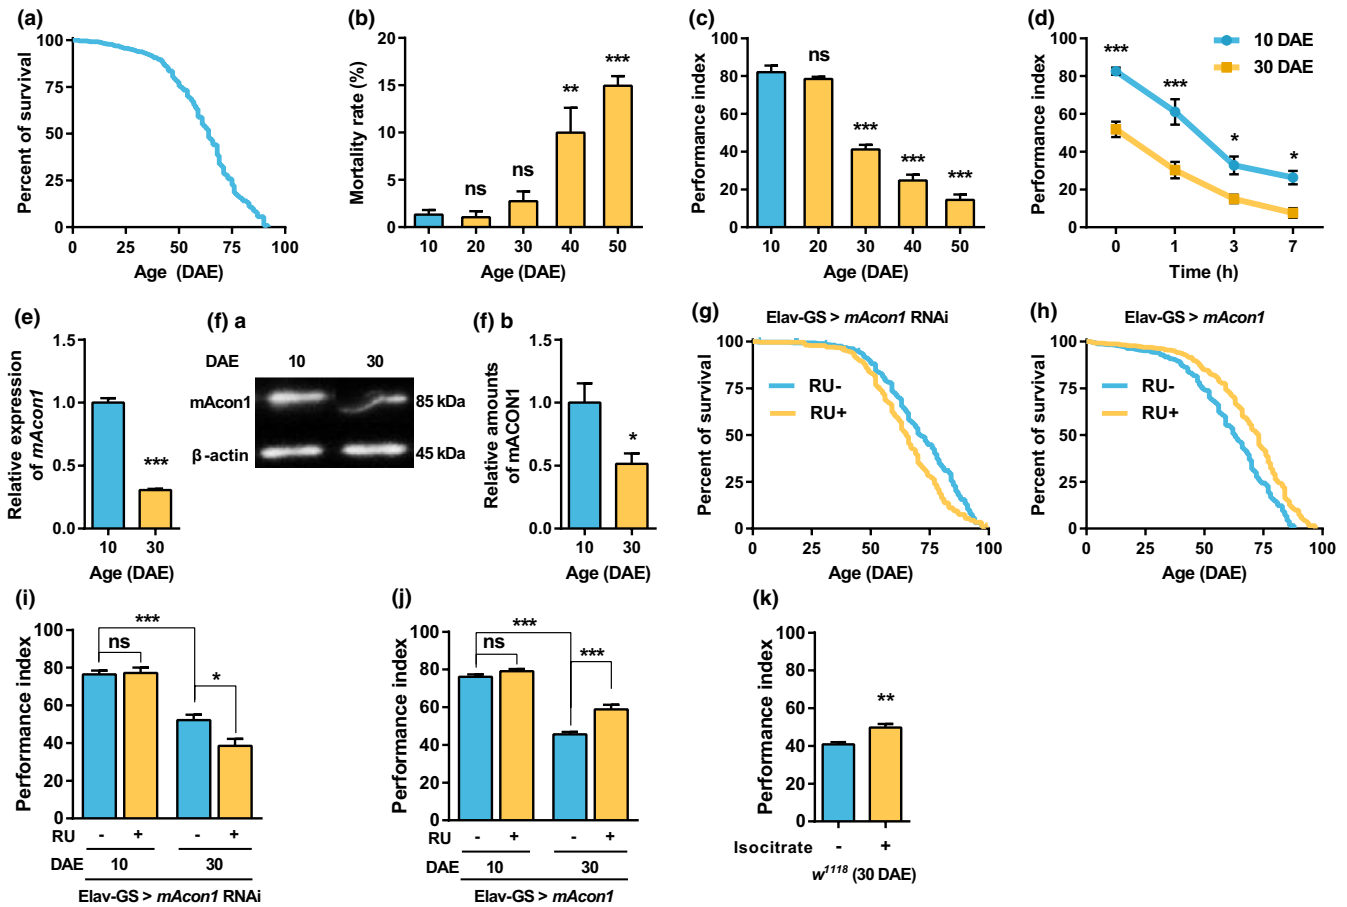 (a)
Percent of survival
100
75
50
25
0
0 25 50 75 100
Age (DAE)
(b)
Mortality rate (%)
20
15
10
5
0
ns ns ** ***
10 20 30 40 50
Age (DAE)
(c)
Performance index
100
80
60
40
20
0
ns *** *** ***
10 20 30 40 50
Age (DAE)
(d)
Performance index
100
80
60
40
20
0
*** *** * *
10 DAE
30 DAE
0 1 3 7
Time (h)
(e)
Relative expression
of mAcon1
1.5
1.0
0.5
0.0
***
10 30
Age (DAE)
(f) a
DAE 10 30
mAcon1 85 kDa
β-actin 45 kDa
(f) b
Relative amounts
of mACON1
1.5
1.0
0.5
0.0
*
10 30
Age (DAE)
(g)
Elav-GS > mAcon1 RNAi
Percent of survival
100
75
50
25
0
RU-
RU+
0 25 50 75 100
Age (DAE)
(h)
Elav-GS > mAcon1
Percent of survival
100
75
50
25
0
RU-
RU+
0 25 50 75 100
Age (DAE)
(i)
Performance index
100
80
60
40
20
0
***
ns
*
RU - + - +
DAE 10 30
Elav-GS > mAcon1 RNAi
(j)
Performance index
100
80
60
40
20
0
***
ns
***
RU - + - +
DAE 10 30
Elav-GS > mAcon1
(k)
Performance index
100
80
60
40
20
0
**
Isocitrate - +
w1118 (30 DAE)